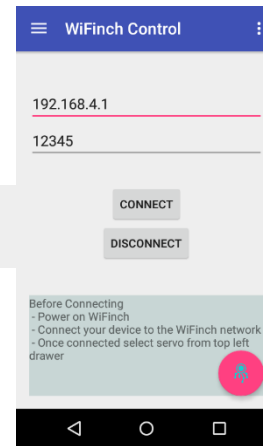 WiFinch Control
192.168.4.1
12345
CONNECT
DISCONNECT
Before Connecting
- Power on WiFinch
- Connect your device to the WiFinch network
- Once connected select servo from top left
drawer